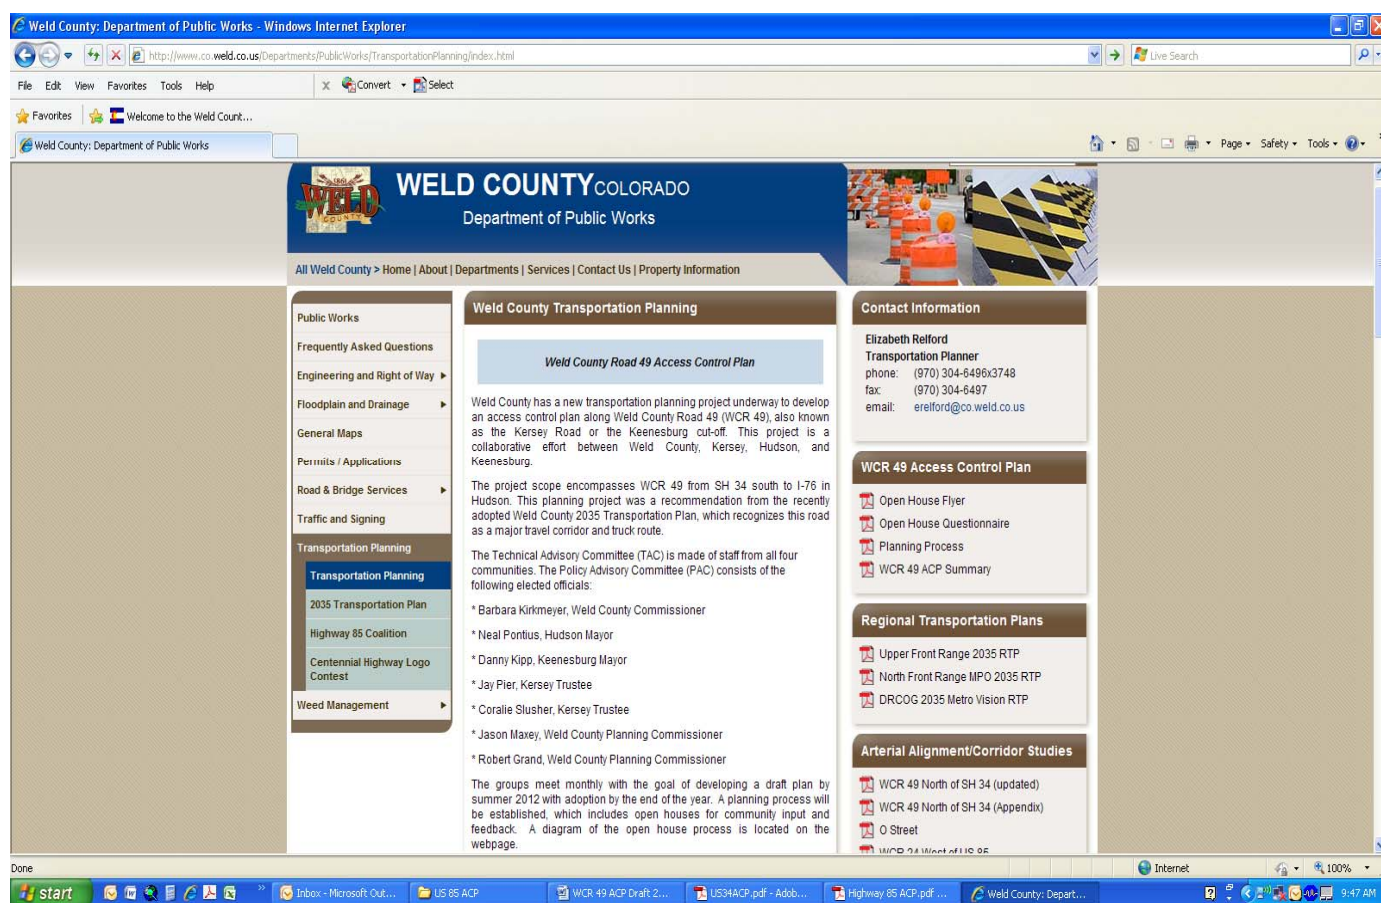 Weld County: Department of Public Works - Windows Internet Explorer
http://www.co.weld.co.us/Departments/PublicWorks/TransportationPlanning/index.html
Live Search
File Edit View Favorites Tools Help
x Convert Select
Favorites Welcome to the Weld Count...
Weld County: Department of Public Works
Page Safety Tools
WELD
COUNTY
WELD COUNTY COLORADO
Department of Public Works
All Weld County > Home | About | Departments | Services | Contact Us | Property Information
Public Works
Frequently Asked Questions
Engineering and Right of Way
Floodplain and Drainage
General Maps
Permits / Applications
Road & Bridge Services
Traffic and Signing
Transportation Planning
Transportation Planning
2035 Transportation Plan
Highway 85 Coalition
Centennial Highway Logo
Contest
Weed Management
Weld County Transportation Planning
Weld County Road 49 Access Control Plan
Weld County has a new transportation planning project underway to develop
an access control plan along Weld County Road 49 (WCR 49), also known
as the Kersey Road or the Keenesburg cut-off. This project is a
collaborative effort between Weld County, Kersey, Hudson, and
Keenesburg.
The project scope encompasses WCR 49 from SH 34 south to I-76 in
Hudson. This planning project was a recommendation from the recently
adopted Weld County 2035 Transportation Plan, which recognizes this road
as a major travel corridor and truck route.
The Technical Advisory Committee (TAC) is made of staff from all four
communities. The Policy Advisory Committee (PAC) consists of the
following elected officials:
* Barbara Kirkmeyer, Weld County Commissioner
* Neal Pontius, Hudson Mayor
* Danny Kipp, Keenesburg Mayor
* Jay Pier, Kersey Trustee
* Coralie Slusher, Kersey Trustee
* Jason Maxey, Weld County Planning Commissioner
* Robert Grand, Weld County Planning Commissioner
The groups meet monthly with the goal of developing a draft plan by
summer 2012 with adoption by the end of the year. A planning process will
be established, which includes open houses for community input and
feedback. A diagram of the open house process is located on the
webpage.
Contact Information
Elizabeth Relford
Transportation Planner
phone: (970) 304-6496x3748
fax: (970) 304-6497
email: erelford@co.weld.co.us
WCR 49 Access Control Plan
Open House Flyer
Open House Questionnaire
Planning Process
WCR 49 ACP Summary
Regional Transportation Plans
Upper Front Range 2035 RTP
North Front Range MPO 2035 RTP
DRCOG 2035 Metro Vision RTP
Arterial Alignment/Corridor Studies
WCR 49 North of SH 34 (updated)
WCR 49 North of SH 34 (Appendix)
O Street
WCR 24 West of US 85
Done
Internet
100%
start
Inbox - Microsoft Out...
US 85 ACP
WCR 49 ACP Draft 2...
US34ACP.pdf - Adob...
Highway 85 ACP.pdf ...
Weld County: Depart...
9:47 AM